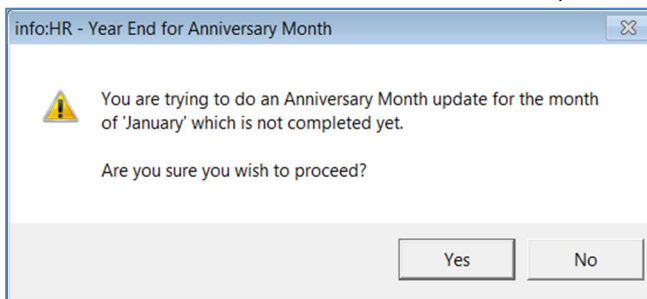 info:HR - Year End for Anniversary Month
You are trying to do an Anniversary Month update for the month
of 'January' which is not completed yet.
Are you sure you wish to proceed?
Yes
No